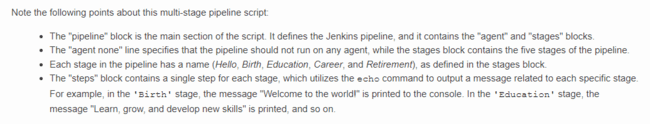 Note the following points about this multi-stage pipeline script:
• The "pipeline" block is the main section of the script. It defines the Jenkins pipeline, and it contains the "agent" and "stages" blocks.
• The "agent none" line specifies that the pipeline should not run on any agent, while the stages block contains the five stages of the pipeline.
• Each stage in the pipeline has a name (Hello, Birth, Education, Career, and Retirement), as defined in the stages block.
• The "steps" block contains a single step for each stage, which utilizes the echo command to output a message related to each specific stage.
For example, in the 'Birth' stage, the message "Welcome to the world!" is printed to the console. In the 'Education' stage, the
message "Learn, grow, and develop new skills" is printed, and so on.